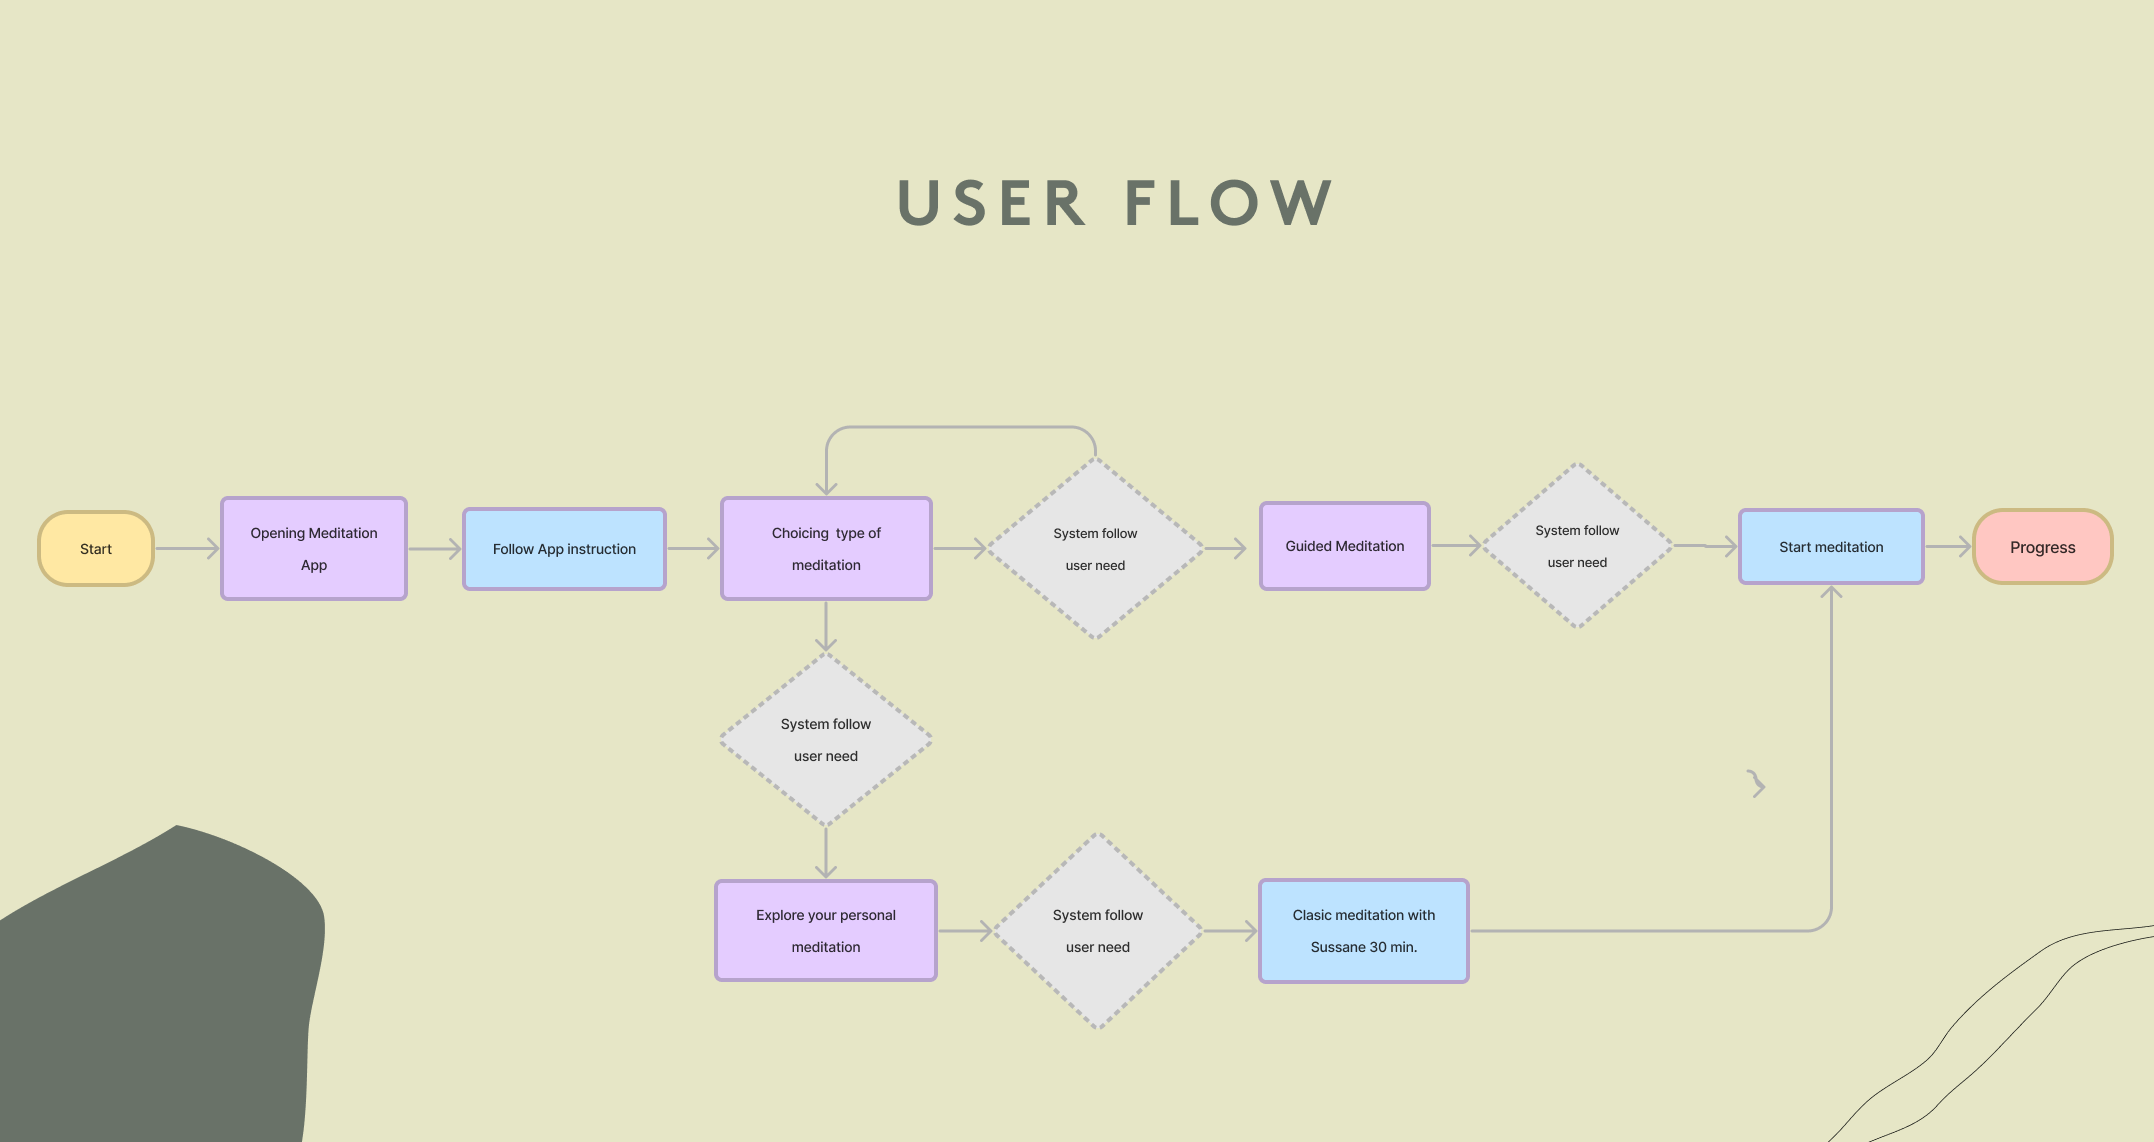 USER FLOW
Start
Opening Meditation
App
Follow App instruction
Choicing  type of
meditation
System follow
user need
Guided Meditation
System follow
user need
Start meditation
Progress
System follow
user need
Explore your personal
meditation
System follow
user need
Clasic meditation with
Sussane 30 min.